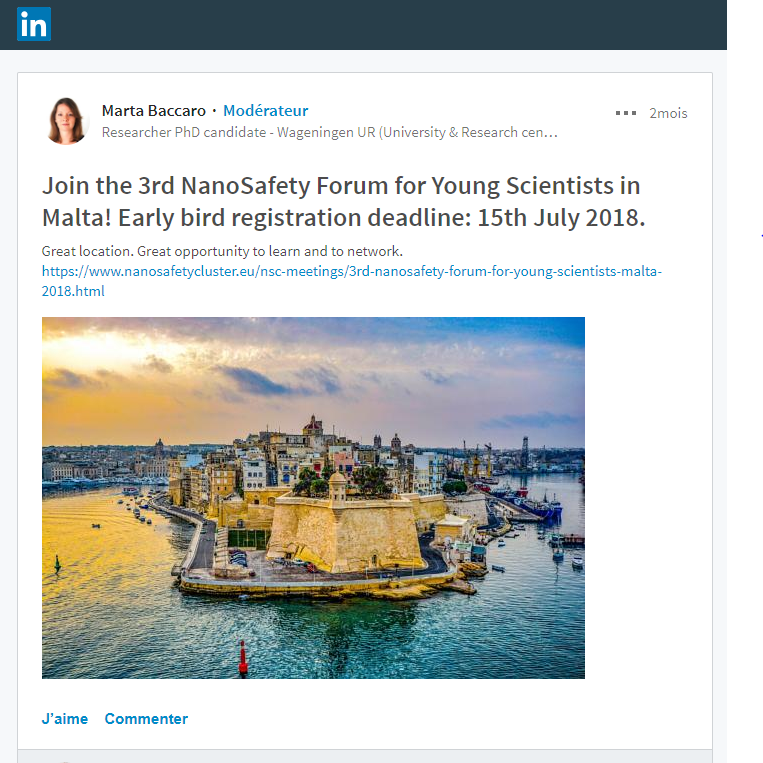 in
Marta Baccaro · Modérateur
Researcher PhD candidate - Wageningen UR (University & Research cen...
2mois
Join the 3rd NanoSafety Forum for Young Scientists in
Malta! Early bird registration deadline: 15th July 2018.
Great location. Great opportunity to learn and to network.
https://www.nanosafetycluster.eu/nsc-meetings/3rd-nanosafety-forum-for-young-scientists-malta-
2018.html
J'aime Commenter